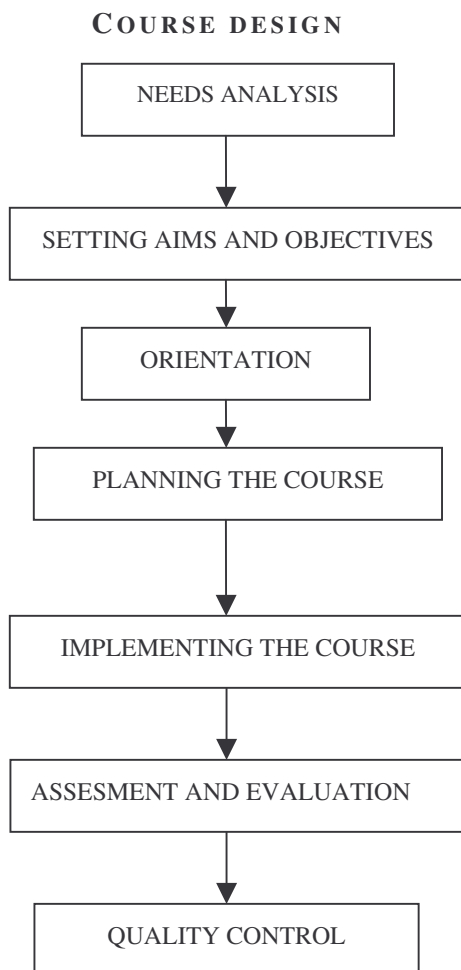 COURSE DESIGN
NEEDS ANALYSIS
SETTING AIMS AND OBJECTIVES
ORIENTATION
PLANNING THE COURSE
IMPLEMENTING THE COURSE
ASSESMENT AND EVALUATION
QUALITY CONTROL